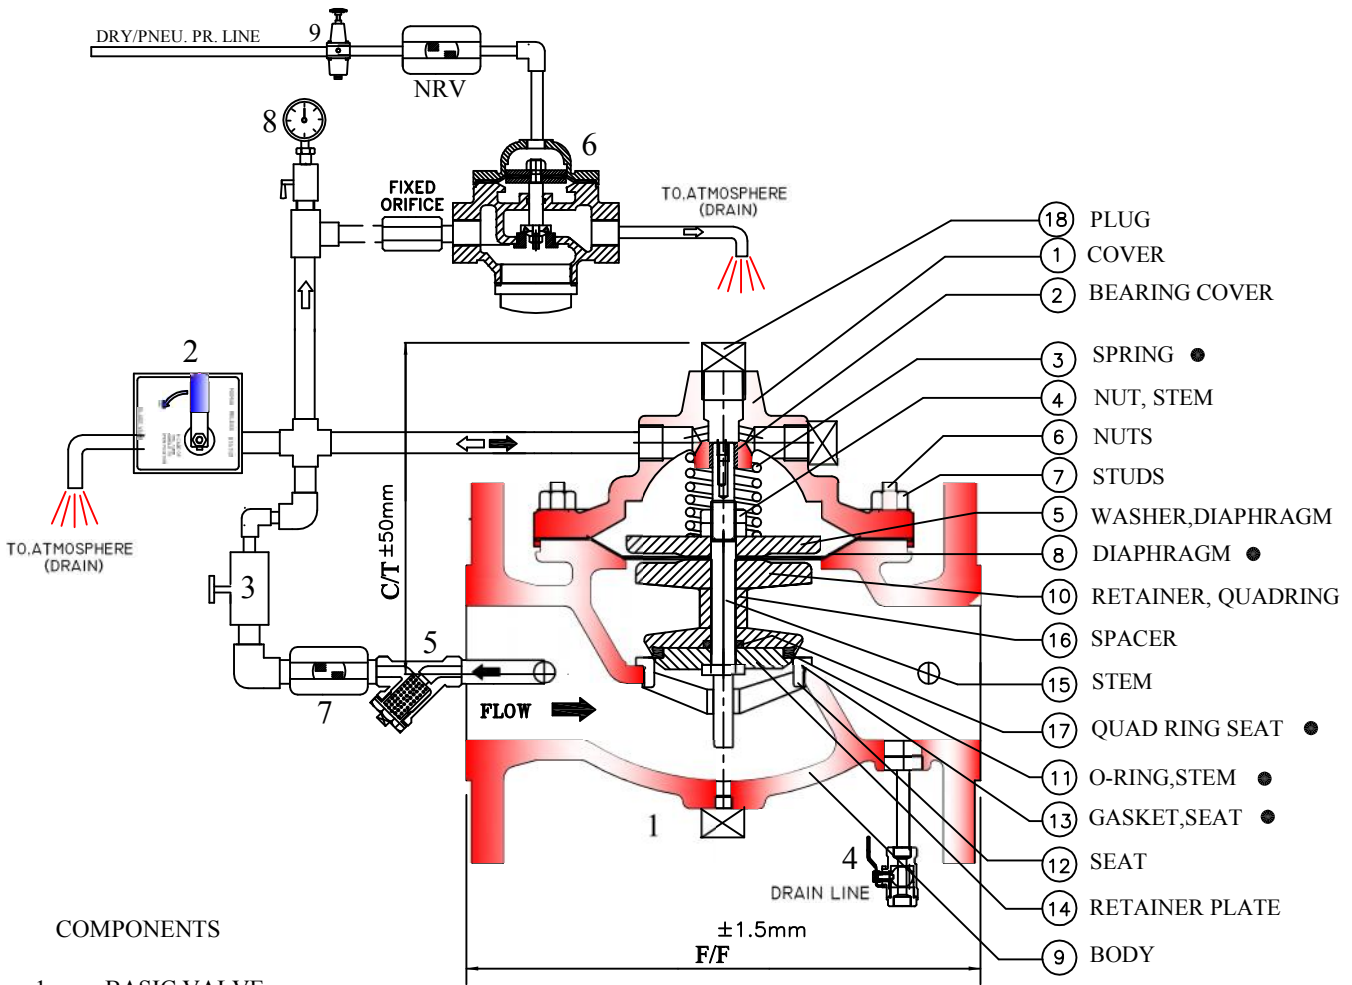 DRY/PNEU. PR. LINE
9
NRV
8
6
FIXED
ORIFICE
TO,ATMOSPHERE
(DRAIN)
18 PLUG
1 COVER
2 BEARING COVER
3 SPRING ●
4 NUT, STEM
6 NUTS
7 STUDS
5 WASHER,DIAPHRAGM
8 DIAPHRAGM ●
10 RETAINER, QUADRING
16 SPACER
15 STEM
17 QUAD RING SEAT ●
11 O-RING,STEM ●
13 GASKET,SEAT ●
12 SEAT
14 RETAINER PLATE
9 BODY
2
TO,ATMOSPHERE
(DRAIN)
C/T ±50mm
3
5
7
FLOW
1
4
DRAIN LINE
±1.5mm
F/F
COMPONENTS
1 BASIC VALVE